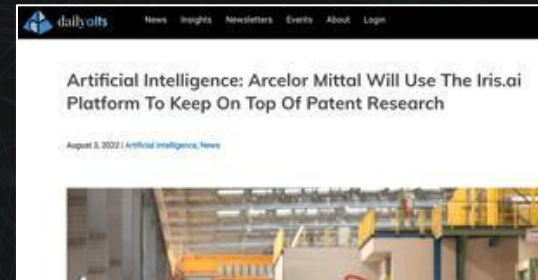 dailyalts
News Insights Newsletters Events About Login
Artificial Intelligence: Arcelor Mittal Will Use The Iris.ai
Platform To Keep On Top Of Patent Research
August 3, 2022 | Artificial Intelligence, News